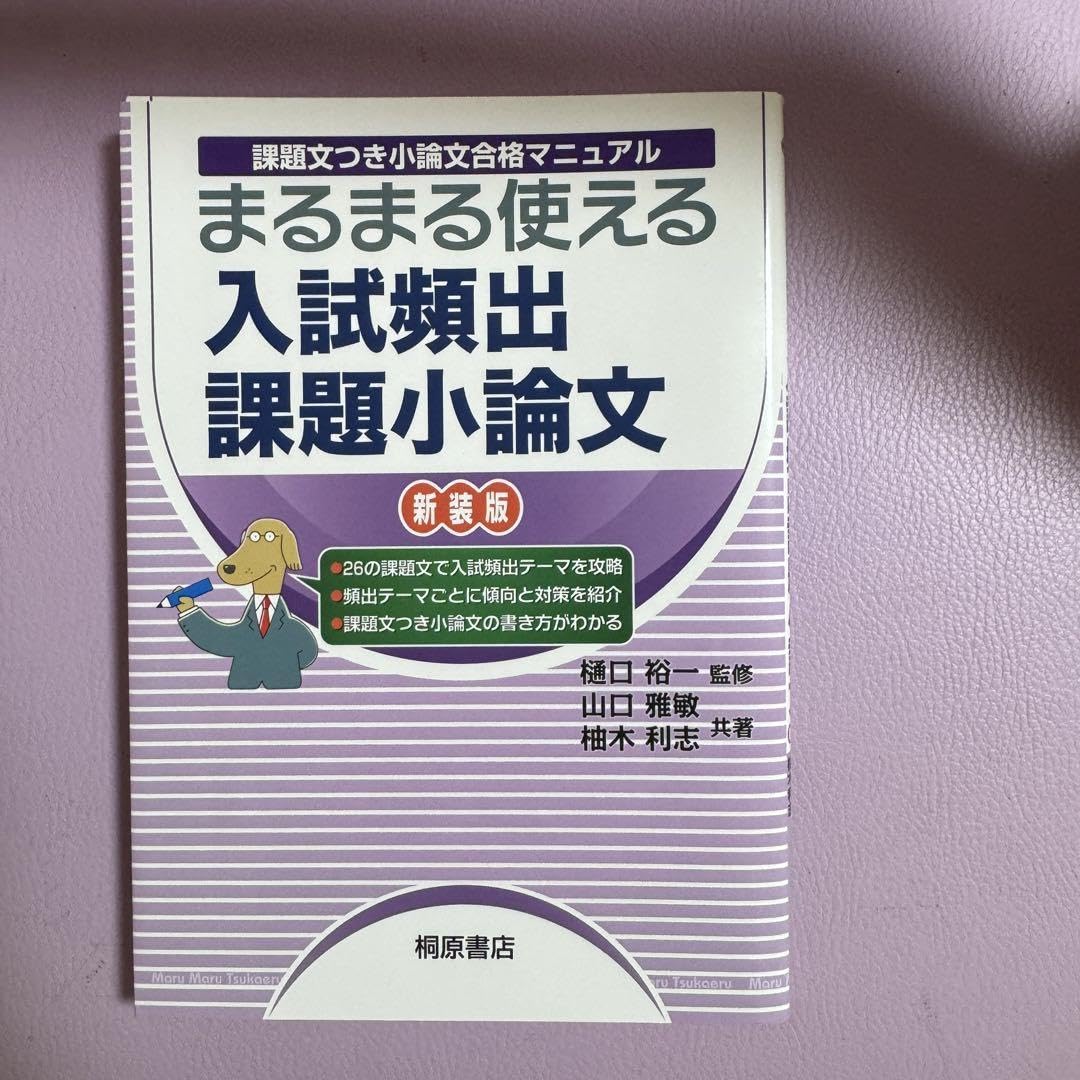 課題文つき小論文合格マニュアル
まるまる使える
入試頻出
課題小論文
新装版
●26の課題文で入試頻出テーマを攻略
●頻出テーマごとに傾向と対策を紹介
●課題文つき小論文の書き方がわかる
樋口 裕一 監修
山口 雅敏
柚木 利志 共著
桐原書店
Maru Maru Tsukaeru